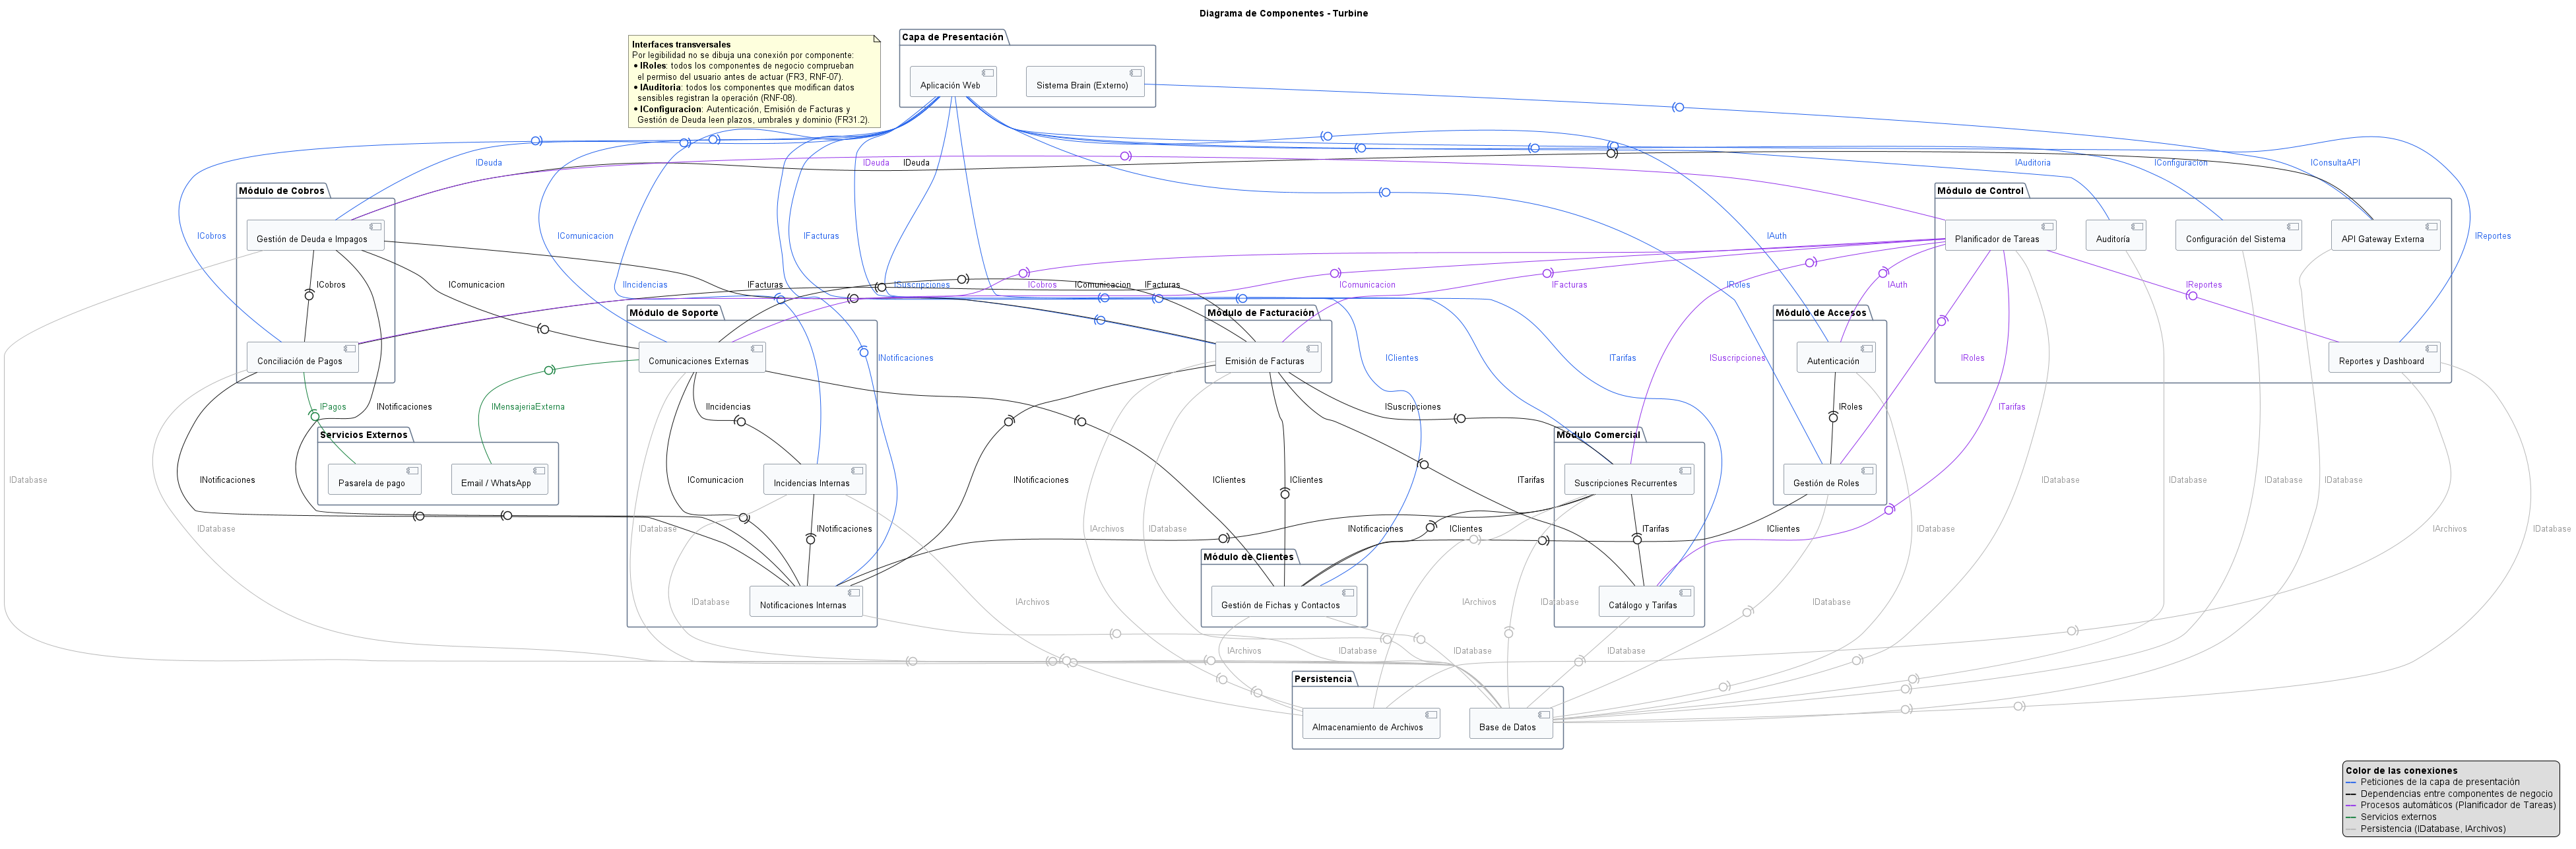 Diagrama de Componentes - Turbine
Interfaces transversales
Por legibilidad no se dibuja una conexión por componente:
• IRoles: todos los componentes de negocio comprueban
el permiso del usuario antes de actuar (FR3, RNF-07).
• IAuditoria: todos los componentes que modifican datos
sensibles registran la operación (RNF-08).
• IConfiguracion: Autenticación, Emisión de Facturas y
Gestión de Deuda leen plazos, umbrales y dominio (FR31.2).
Capa de Presentación
Aplicación Web
Sistema Brain (Externo)
IDeuda
IDeuda
IDeuda
IAuditoria
IConfiguracion
IConsultaAPI
Módulo de Cobros
Módulo de Control
Gestión de Deuda e Impagos
Planificador de Tareas
Auditoría
Configuración del Sistema
API Gateway Externa
ICobros
IComunicacion
IFacturas
IAuth
IReportes
ICobros
IComunicacion
IIncidencias
IFacturas
ISuscripciones
ICobros
IComunicacion
IFacturas
IComunicacion
IFacturas
IRoles
IAuth
IReportes
Módulo de Soporte
Módulo de Facturación
Módulo de Accesos
Conciliación de Pagos
Comunicaciones Externas
Emisión de Facturas
Autenticación
Reportes y Dashboard
INotificaciones
IClientes
ITarifas
ISuscripciones
IRoles
IPagos
INotificaciones
IMensajeriaExterna
IIncidencias
ISuscripciones
IRoles
ITarifas
Servicios Externos
Módulo Comercial
Pasarela de pago
Email / WhatsApp
Incidencias Internas
Suscripciones Recurrentes
Gestión de Roles
IDatabase
INotificaciones
IComunicacion
INotificaciones
IClientes
IClientes
ITarifas
IDatabase
IDatabase
IDatabase
IDatabase
IDatabase
INotificaciones
IArchivos
IDatabase
INotificaciones
IClientes
ITarifas
IClientes
IDatabase
IArchivos
IDatabase
Módulo de Clientes
Notificaciones Internas
Gestión de Fichas y Contactos
Catálogo y Tarifas
IDatabase
IArchivos
IArchivos
IDatabase
IDatabase
IArchivos
IDatabase
IDatabase
IDatabase
Persistencia
Almacenamiento de Archivos
Base de Datos
Color de las conexiones
Peticiones de la capa de presentación
Dependencias entre componentes de negocio
Procesos automáticos (Planificador de Tareas)
Servicios externos
Persistencia (IDatabase, IArchivos)